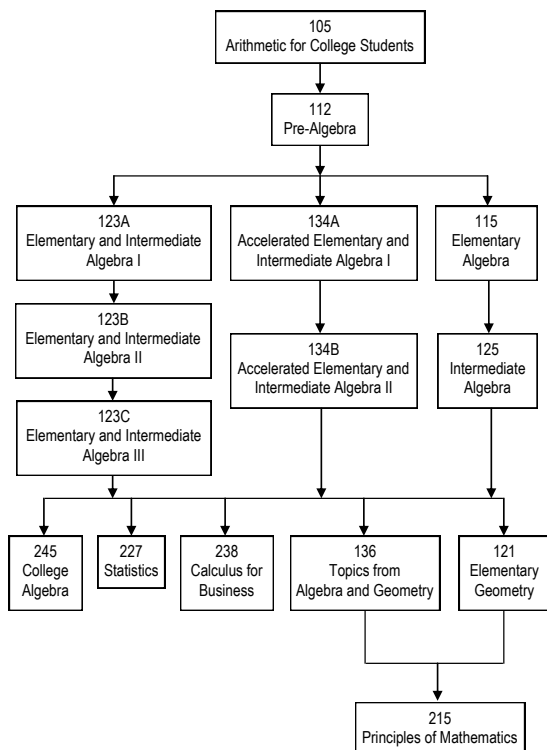 105
Arithmetic for College Students
112
Pre-Algebra
123A
Elementary and Intermediate
Algebra I
134A
Accelerated Elementary and
Intermediate Algebra I
115
Elementary
Algebra
123B
Elementary and Intermediate
Algebra II
134B
Accelerated Elementary and
Intermediate Algebra II
125
Intermediate
Algebra
123C
Elementary and Intermediate
Algebra III
245
College
Algebra
227
Statistics
238
Calculus for
Business
136
Topics from
Algebra and Geometry
121
Elementary
Geometry
215
Principles of Mathematics